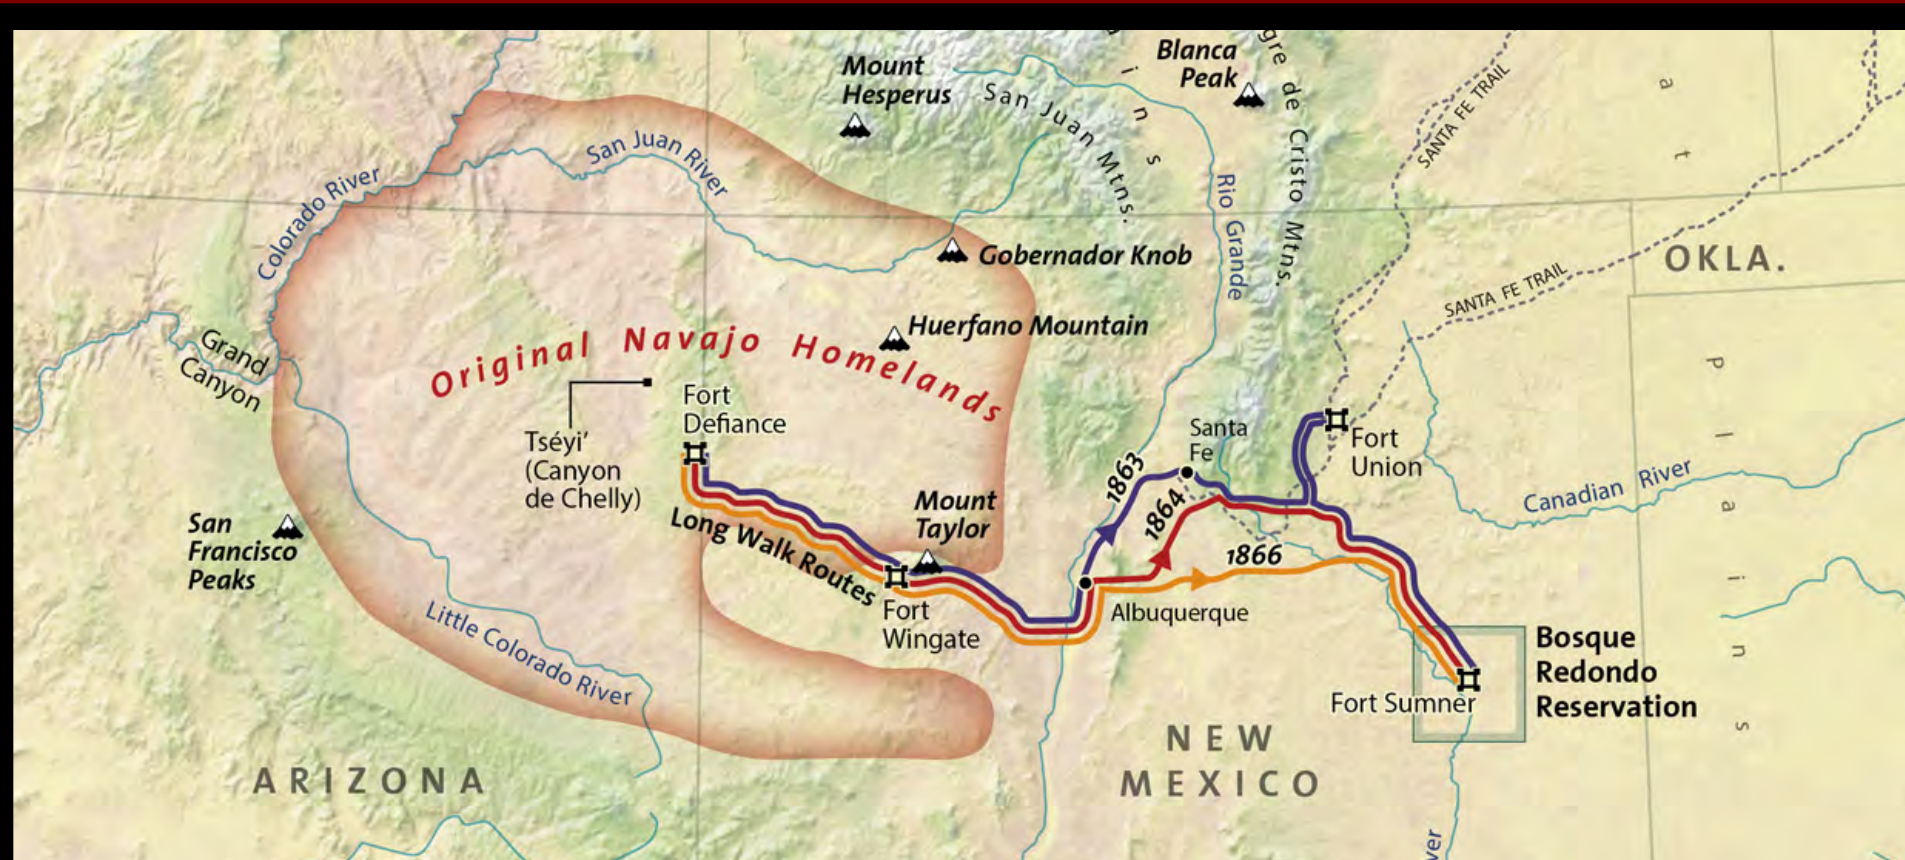 Mount
Hesperus
San Juan Mtns.
i
n
s
Blanca
Peak
gre de Cristo Mtns.
SANTA FE TRAIL
a
t
San Juan River
Colorado River
Rio Grande
Gobernador Knob
OKLA.
SANTA FE TRAIL
Huerfano Mountain
Original Navajo Homelands
Grand
Canyon
Fort
Defiance
Tséyi’
(Canyon
de Chelly)
Santa
Fe
Fort
Union
P
l
a
i
n
s
Canadian River
1863
1864
1866
Mount
Taylor
Long Walk Routes
San
Francisco
Peaks
Fort
Wingate
Albuquerque
Little Colorado River
Bosque
Redondo
Reservation
Fort Sumner
NEW
MEXICO
ARIZONA
ver